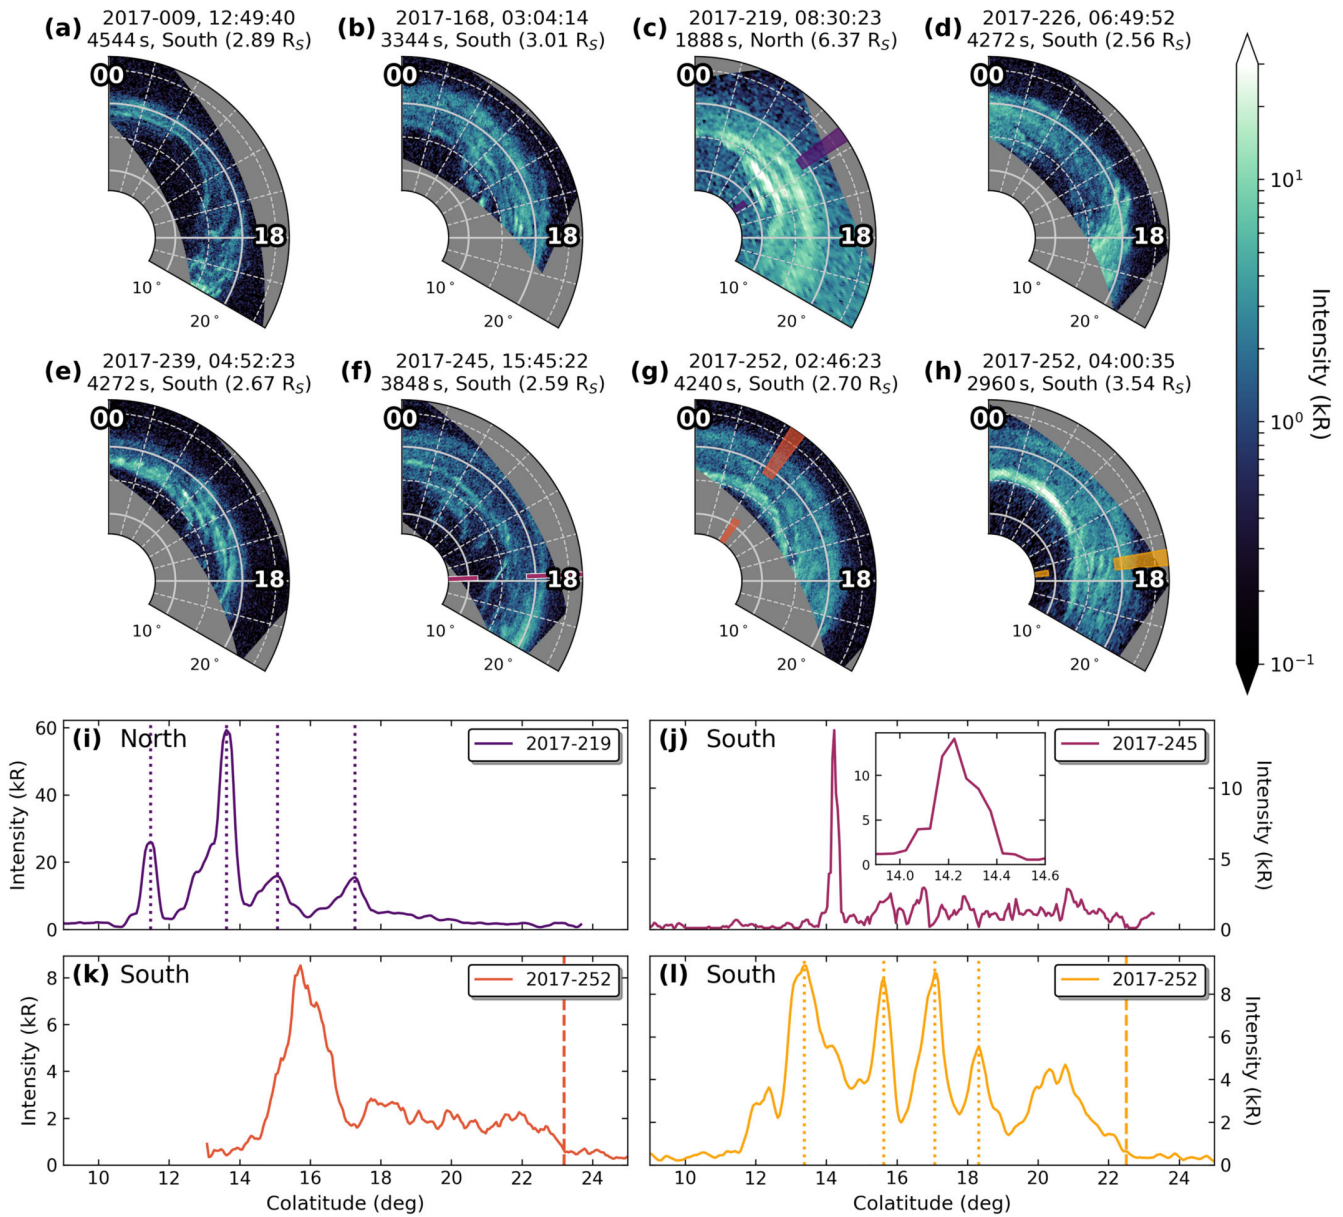 (a) 2017-009, 12:49:40
4544 s, South (2.89 R_S)
00
18
10°
20°
(b) 2017-168, 03:04:14
3344 s, South (3.01 R_S)
00
18
10°
20°
(c) 2017-219, 08:30:23
1888 s, North (6.37 R_S)
00
18
10°
20°
(d) 2017-226, 06:49:52
4272 s, South (2.56 R_S)
00
18
10°
20°
(e) 2017-239, 04:52:23
4272 s, South (2.67 R_S)
00
18
10°
20°
(f) 2017-245, 15:45:22
3848 s, South (2.59 R_S)
00
18
10°
20°
(g) 2017-252, 02:46:23
4240 s, South (2.70 R_S)
00
18
10°
20°
(h) 2017-252, 04:00:35
2960 s, South (3.54 R_S)
00
18
10°
20°
10¹
10⁰
10⁻¹
Intensity (kR)
(i) North
2017-219
60
40
20
0
Intensity (kR)
(j) South
2017-245
10
5
0
14.0 14.2 14.4 14.6
10
5
0
Intensity (kR)
(k) South
2017-252
8
6
4
2
0
Intensity (kR)
10 12 14 16 18 20 22 24
Colatitude (deg)
(l) South
2017-252
8
6
4
2
0
Intensity (kR)
10 12 14 16 18 20 22 24
Colatitude (deg)